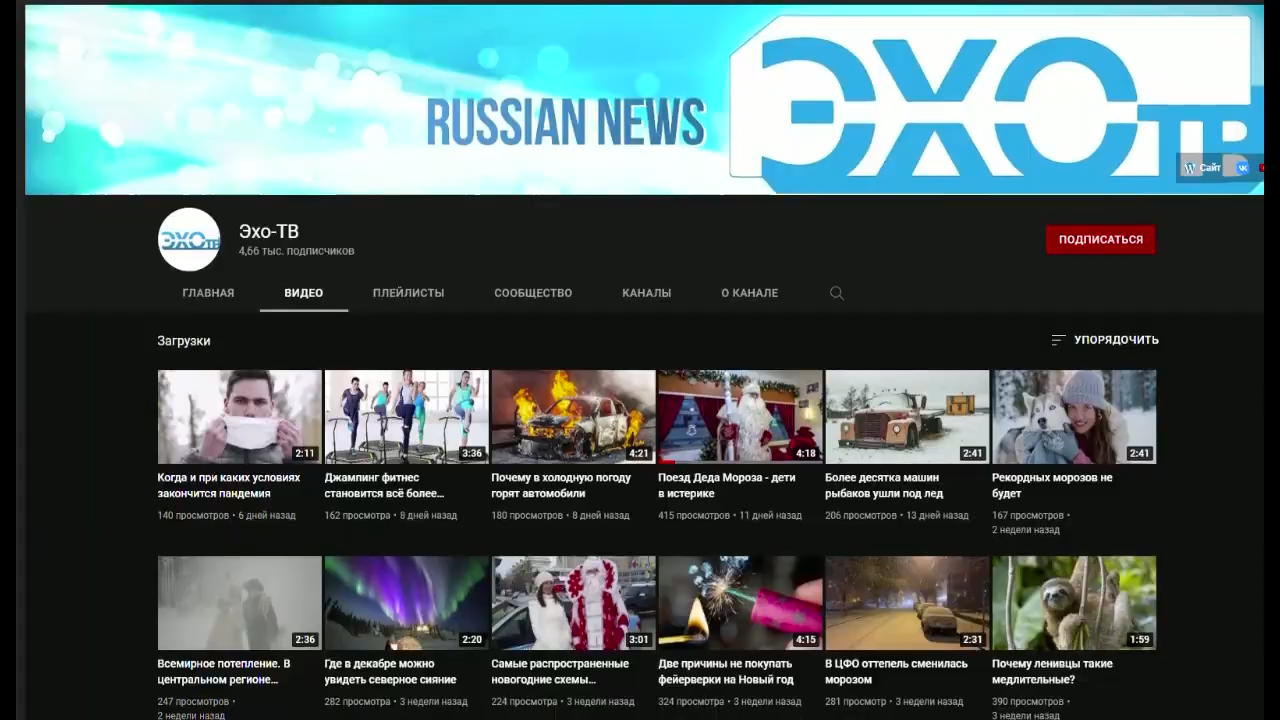 RUSSIAN NEWS
ЭХО ТВ
Сайт
ЭХО ТВ
Эхо-ТВ
4,66 тыс. подписчиков
ПОДПИСАТЬСЯ
ГЛАВНАЯ ВИДЕО ПЛЕЙЛИСТЫ СООБЩЕСТВО КАНАЛЫ О КАНАЛЕ
Загрузки
УПОРЯДОЧИТЬ
2:11 3:36 4:21 4:18 2:41 2:41
Когда и при каких условиях
закончится пандемия
140 просмотров • 6 дней назад
Джампинг фитнес
становится всё более...
162 просмотра • 8 дней назад
Почему в холодную погоду
горят автомобили
180 просмотров • 8 дней назад
Поезд Деда Мороза - дети
в истерике
415 просмотров • 11 дней назад
Более десятка машин
рыбаков ушли под лед
206 просмотров • 13 дней назад
Рекордных морозов не
будет
167 просмотров •
2 недели назад
2:36 2:20 3:01 4:15 2:31 1:59
Всемирное потепление. В
центральном регионе...
247 просмотров •
2 недели назад
Где в декабре можно
увидеть северное сияние
282 просмотра • 3 недели назад
Самые распространенные
новогодние схемы...
224 просмотра • 3 недели назад
Две причины не покупать
фейерверки на Новый год
324 просмотра • 3 недели назад
В ЦФО оттепель сменилась
морозом
281 просмотр • 3 недели назад
Почему ленивцы такие
медлительные?
390 просмотров •
3 недели назад